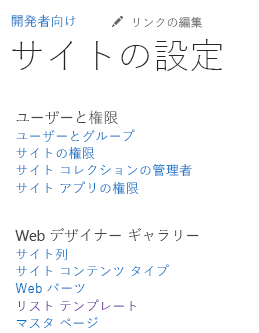 開発者向け
リンクの編集
サイトの設定
ユーザーと権限
ユーザーとグループ
サイトの権限
サイト コレクションの管理者
サイト アプリの権限
Web デザイナー ギャラリー
サイト列
サイト コンテンツ タイプ
Web パーツ
リスト テンプレート
マスタ ページ